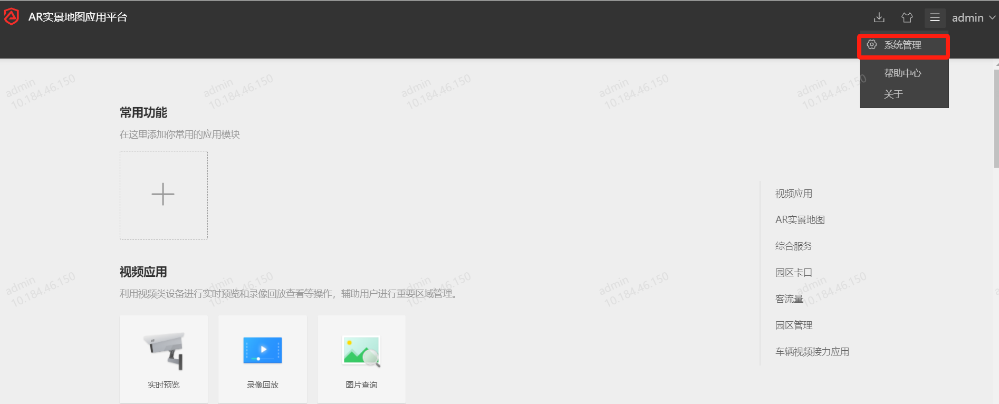 AR实景地图应用平台
admin
系统管理
帮助中心
关于
admin
10.184.46.150
admin
10.184.46.150
admin
10.184.46.150
admin
10.184.46.150
admin
10.184.46.150
常用功能
在这里添加你常用的应用模块
视频应用
AR实景地图
综合服务
园区卡口
客流量
园区管理
车辆视频接力应用
视频应用
利用视频类设备进行实时预览和录像回放查看等操作，辅助用户进行重要区域管理。
admin
10.184.46.150
admin
10.184.46.150
admin
10.184.46.150
admin
10.184.46.150
admin
10.184.46.150
实时预览
录像回放
图片查询